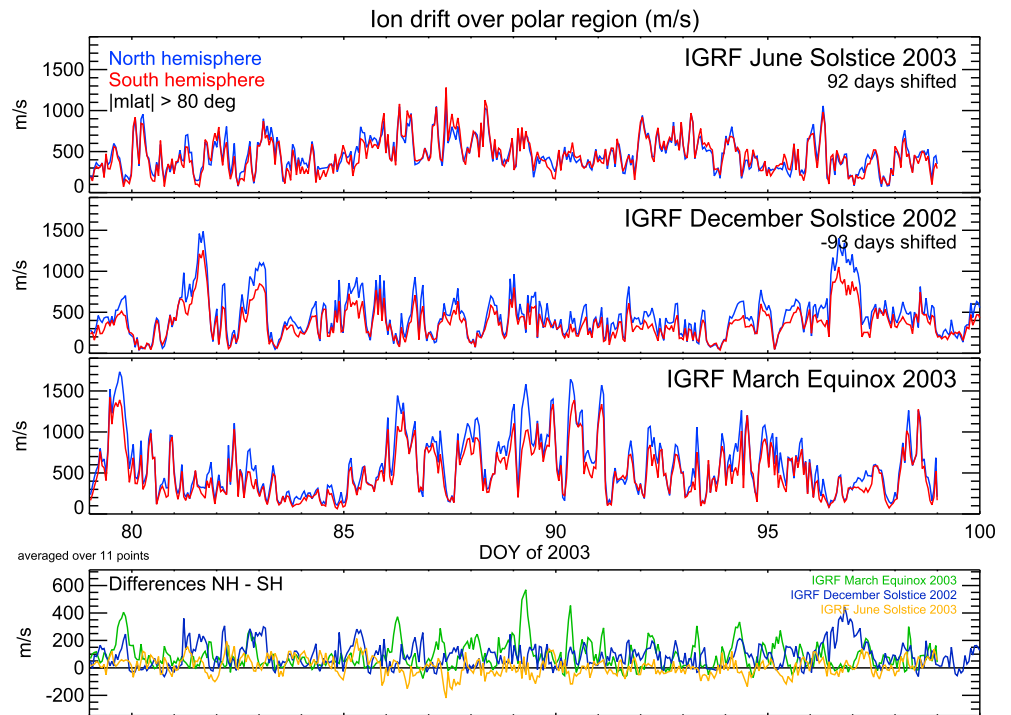 Ion drift over polar region (m/s)
North hemisphere
South hemisphere
|mlat| > 80 deg
IGRF June Solstice 2003
92 days shifted
m/s
1500
1000
500
0
IGRF December Solstice 2002
-93 days shifted
m/s
1500
1000
500
0
IGRF March Equinox 2003
m/s
1500
1000
500
0
80 85 90 95 100
DOY of 2003
averaged over 11 points
Differences NH - SH
IGRF March Equinox 2003
IGRF December Solstice 2002
IGRF June Solstice 2003
m/s
600
400
200
0
-200